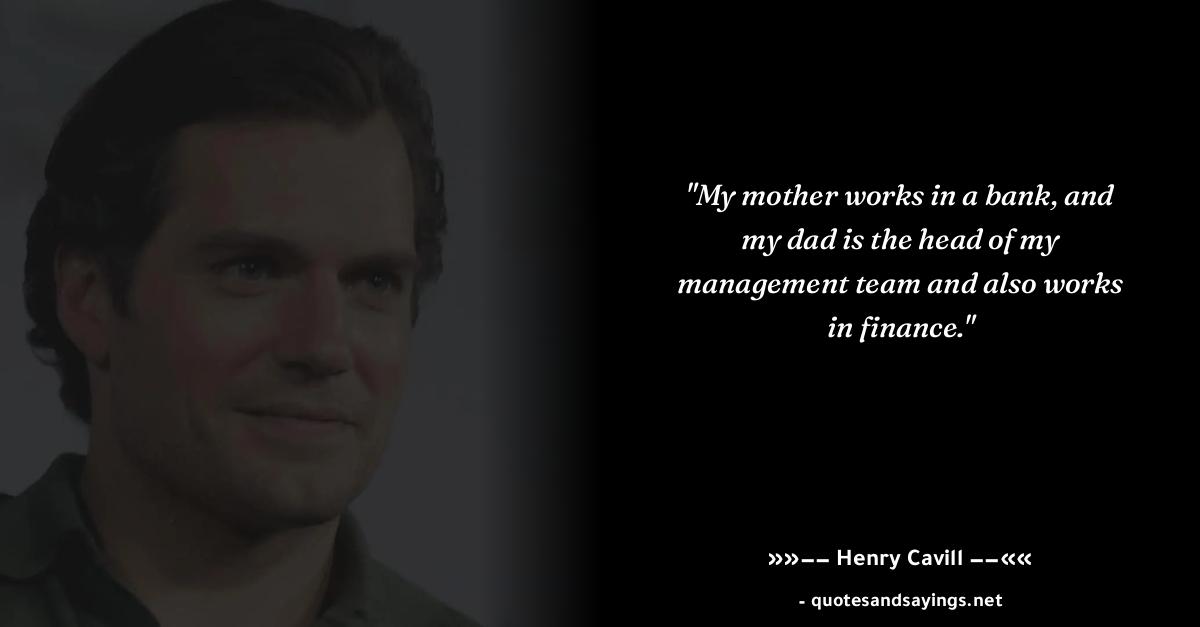 "My mother works in a bank, and
my dad is the head of my
management team and also works
in finance."
»»−− Henry Cavill −−««
- quotesandsayings.net